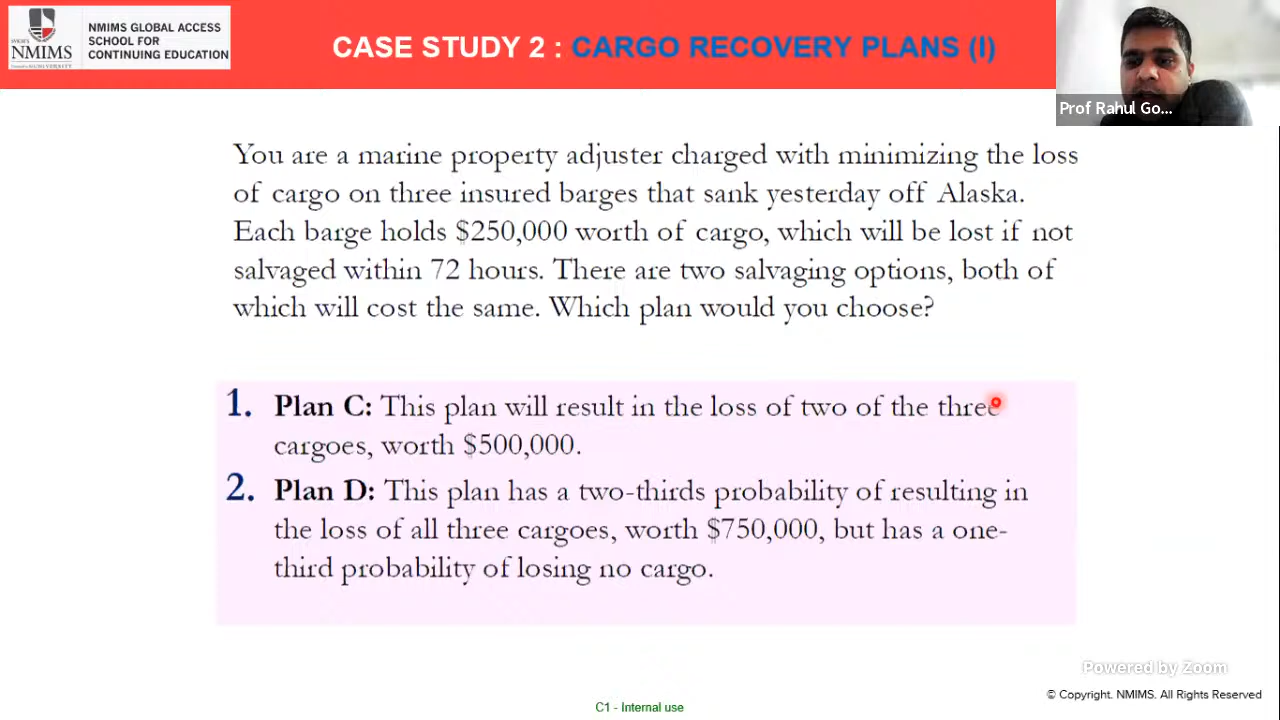 SVKM'S
NMIMS
NMIMS GLOBAL ACCESS
SCHOOL FOR
CONTINUING EDUCATION
CASE STUDY 2 : CARGO RECOVERY PLANS (I)
Prof Rahul Go...
You are a marine property adjuster charged with minimizing the loss
of cargo on three insured barges that sank yesterday off Alaska.
Each barge holds $250,000 worth of cargo, which will be lost if not
salvaged within 72 hours. There are two salvaging options, both of
which will cost the same. Which plan would you choose?
1. Plan C: This plan will result in the loss of two of the three
cargoes, worth $500,000.
2. Plan D: This plan has a two-thirds probability of resulting in
the loss of all three cargoes, worth $750,000, but has a one-
third probability of losing no cargo.
Powered by Zoom
© Copyright. NMIMS. All Rights Reserved
C1 - Internal use